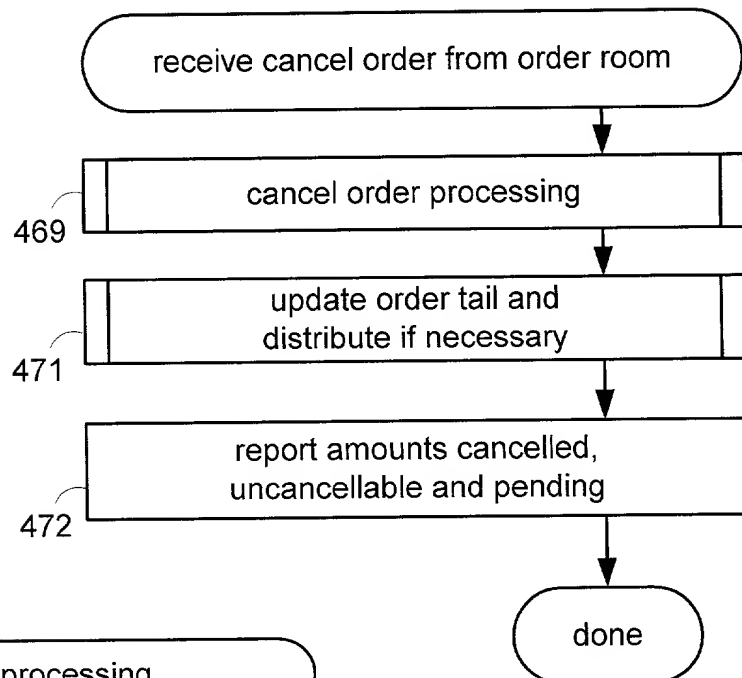 receive cancel order from order room
cancel order processing
469
update order tail and
distribute if necessary
471
report amounts cancelled,
uncancellable and pending
472
done
processing